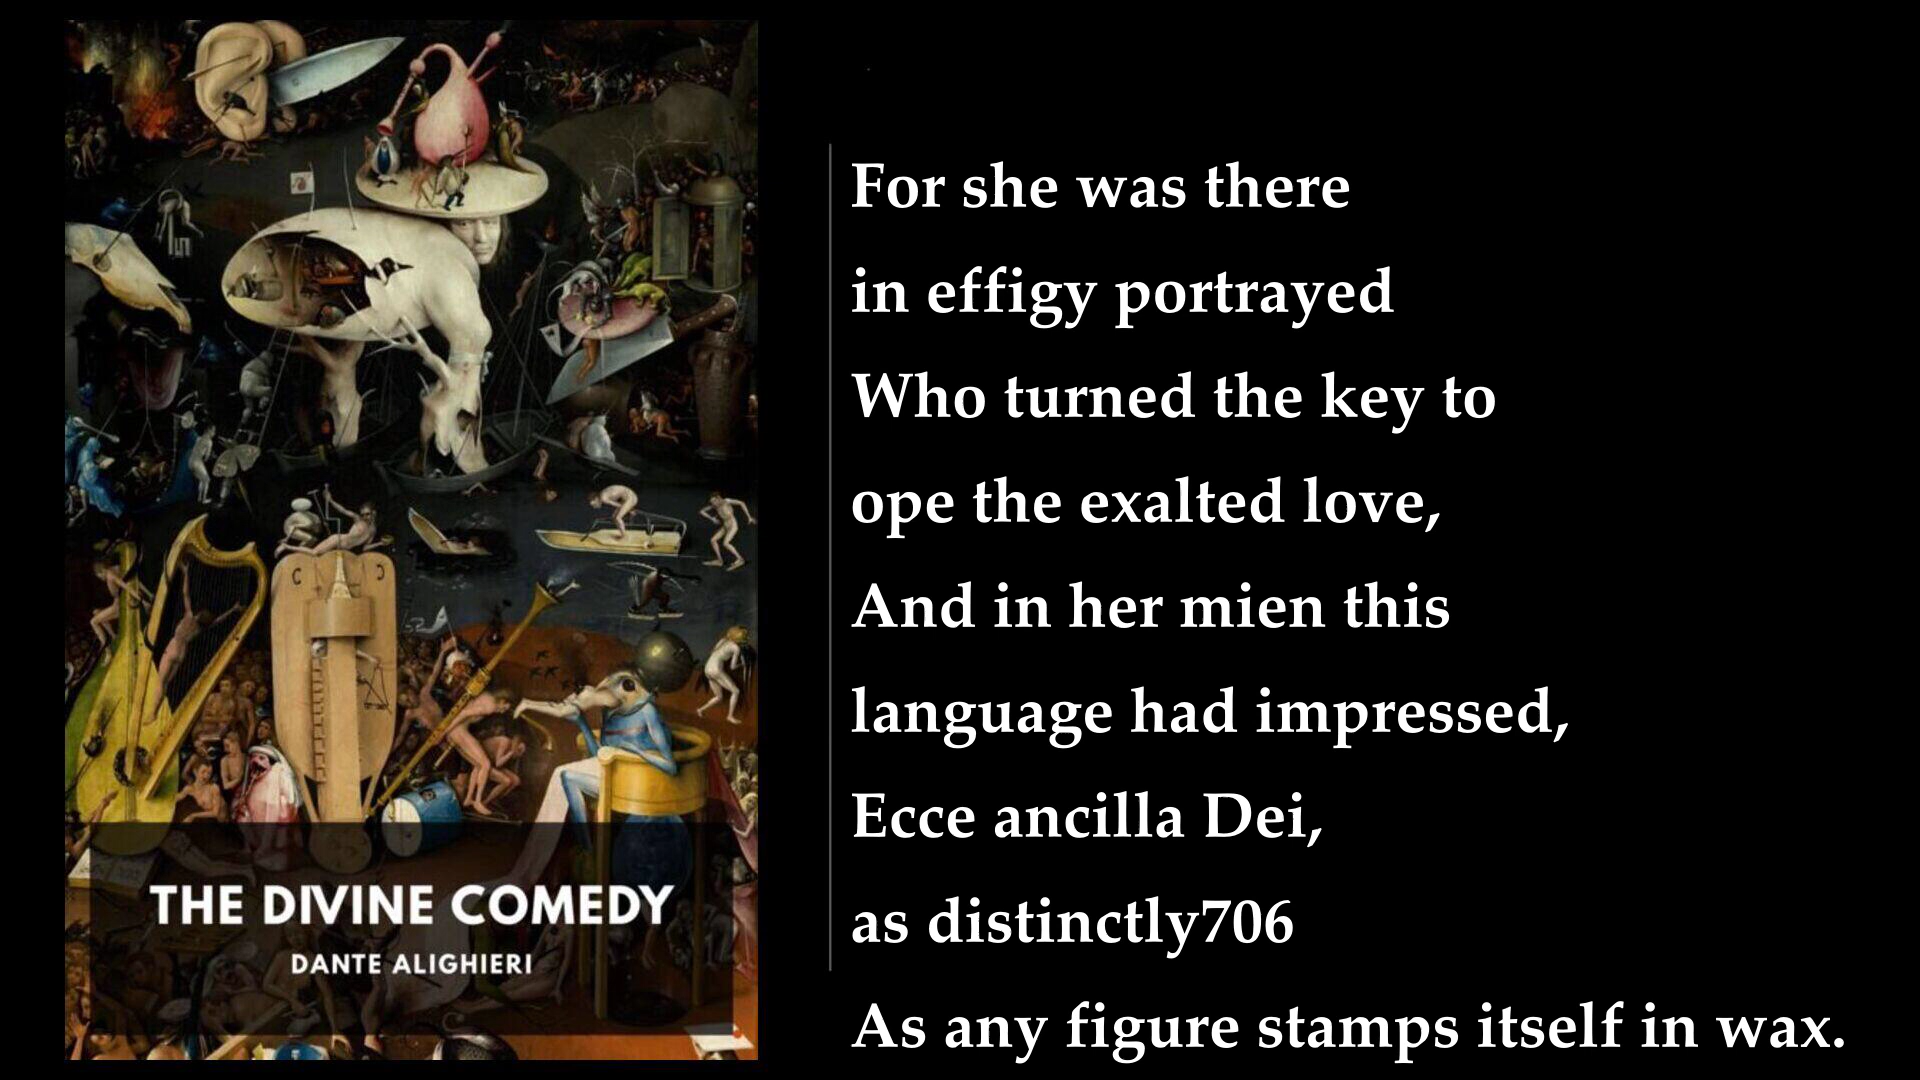 THE DIVINE COMEDY
DANTE ALIGHIERI
For she was there
in effigy portrayed
Who turned the key to
ope the exalted love,
And in her mien this
language had impressed,
Ecce ancilla Dei,
as distinctly706
As any figure stamps itself in wax.